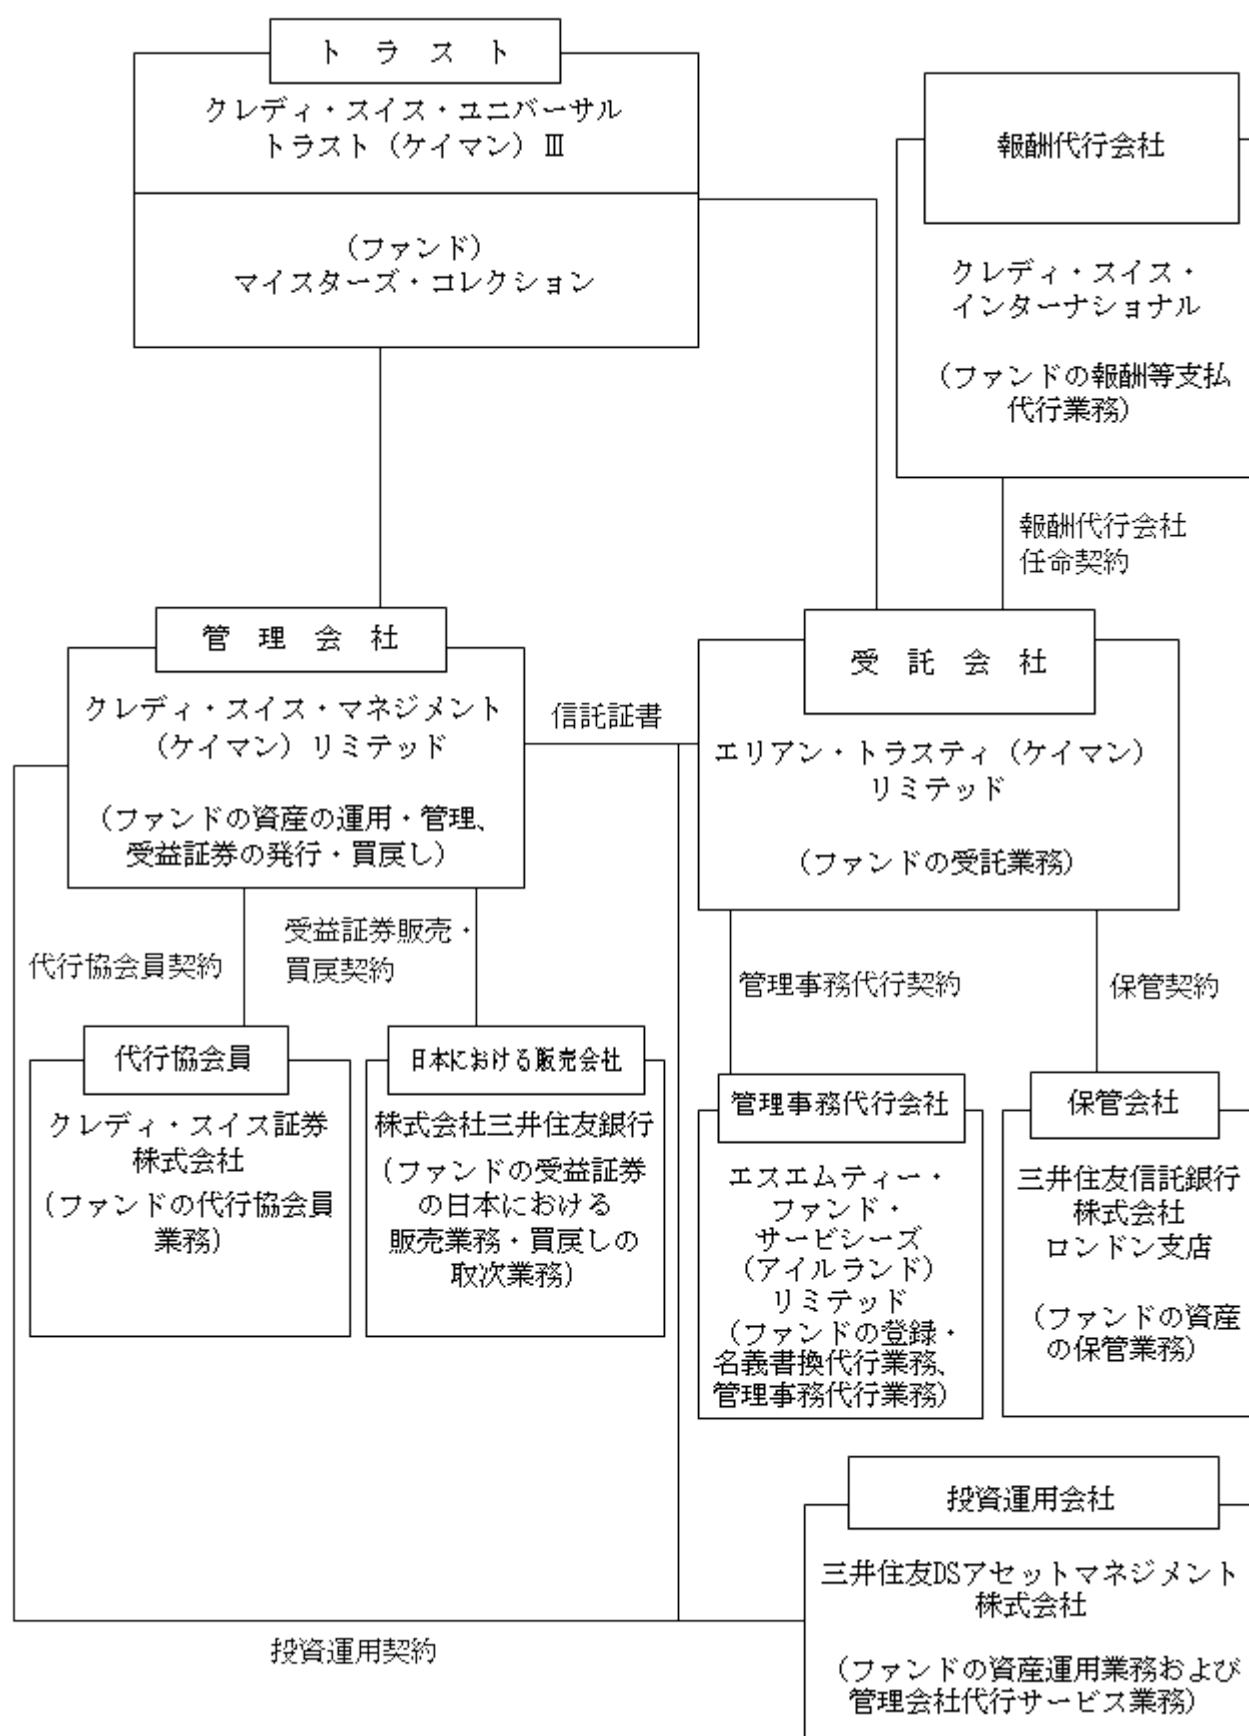 トラスト
クレディ・スイス・ユニバーサル
トラスト（ケイマン）Ⅲ
（ファンド）
マイスターズ・コレクション
報酬代行会社
クレディ・スイス・
インターナショナル
（ファンドの報酬等支払
代行業務）
報酬代行会社
任命契約
管理会社
クレディ・スイス・マネジメント
（ケイマン）リミテッド
（ファンドの資産の運用・管理、
受益証券の発行・買戻し）
信託証書
受託会社
エリアン・トラスティ（ケイマン）
リミテッド
（ファンドの受託業務）
代行協会員契約
受益証券販売・
買戻契約
管理事務代行契約
保管契約
代行協会員
クレディ・スイス証券
株式会社
（ファンドの代行協会員
業務）
日本における販売会社
株式会社三井住友銀行
（ファンドの受益証券
の日本における
販売業務・買戻しの
取次業務）
管理事務代行会社
エスエムティー・
ファンド・
サービシーズ
（アイルランド）
リミテッド
（ファンドの登録・
名義書換代行業務、
管理事務代行業務）
保管会社
三井住友信託銀行
株式会社
ロンドン支店
（ファンドの資産
の保管業務）
投資運用会社
三井住友DSアセットマネジメント
株式会社
（ファンドの資産運用業務および
管理会社代行サービス業務）
投資運用契約